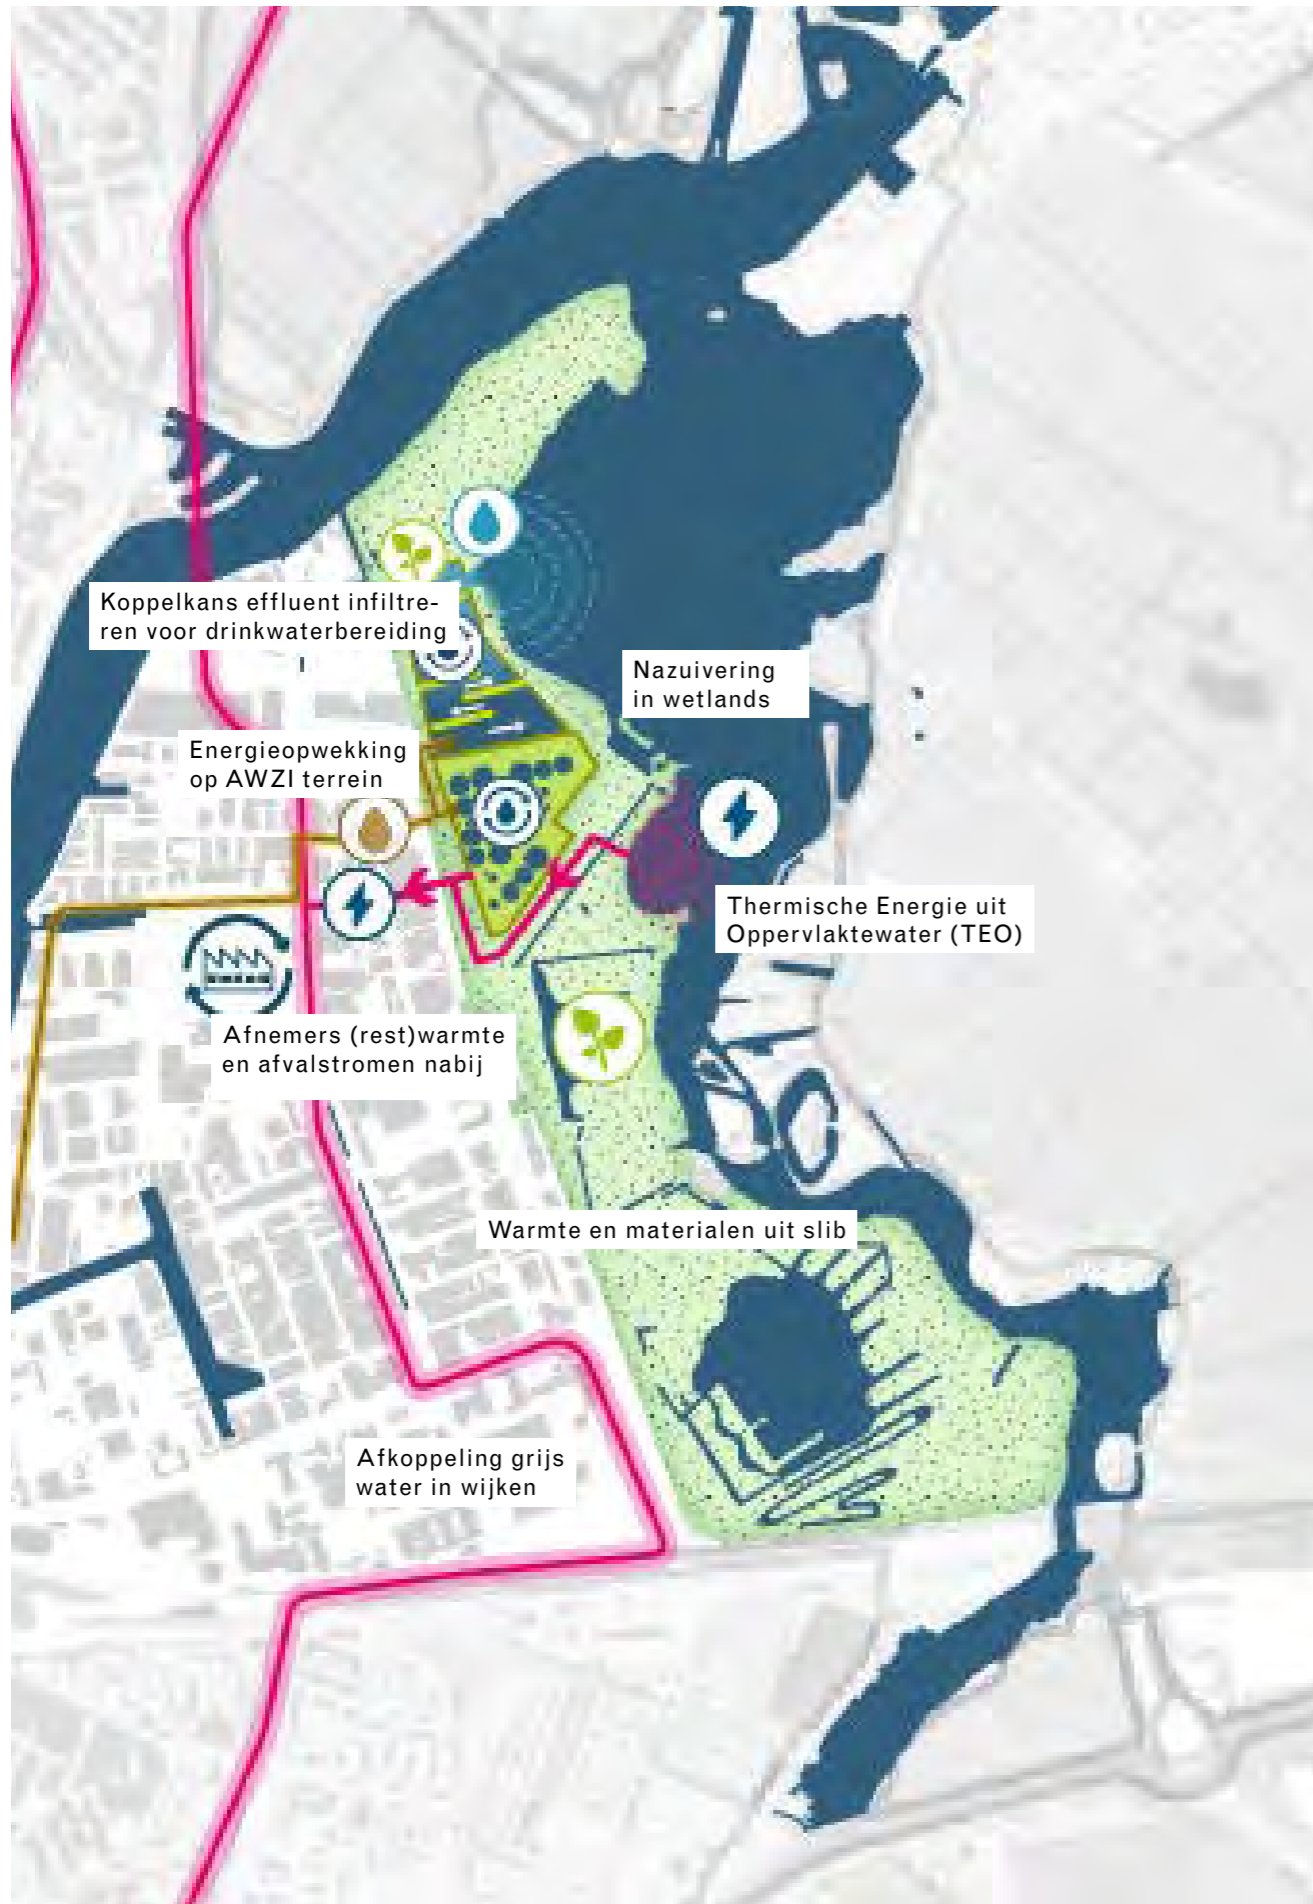 Koppelkans effluent infiltre-
ren voor drinkwaterbereiding
Nazuivering
in wetlands
Energieopwekking
op AWZI terrein
Thermische Energie uit
Oppervlaktewater (TEO)
Afnemers (rest)warmte
en afvalstromen nabij
Warmte en materialen uit slib
Afkoppeling grijs
water in wijken